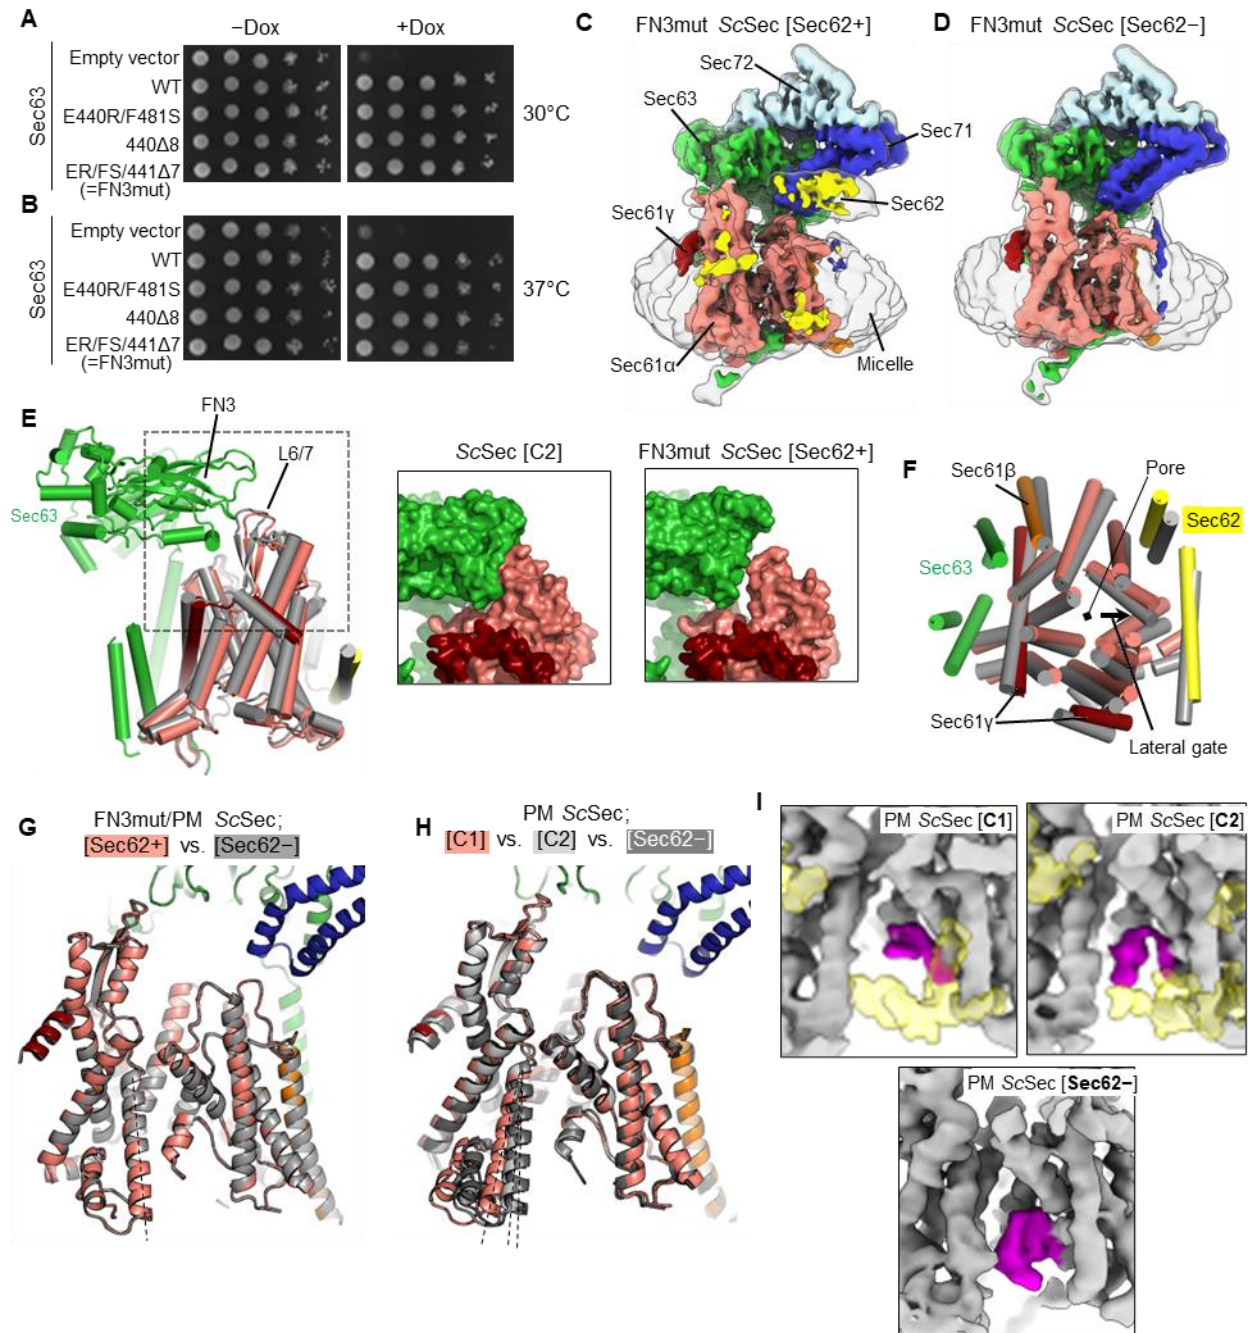 A
−Dox
+Dox
Sec63
Empty vector
WT
E440R/F481S
440Δ8
ER/FS/441Δ7
(=FN3mut)
30°C
B
Sec63
Empty vector
WT
E440R/F481S
440Δ8
ER/FS/441Δ7
(=FN3mut)
37°C
C
FN3mut ScSec [Sec62+]
Sec72
Sec63
Sec71
Sec62
Sec61γ
Sec61α
Micelle
D
FN3mut ScSec [Sec62−]
E
FN3
L6/7
Sec63
ScSec [C2]
FN3mut ScSec [Sec62+]
F
Sec61β
Pore
Sec62
Sec63
Sec61γ
Lateral gate
G
FN3mut/PM ScSec;
[Sec62+] vs. [Sec62−]
H
PM ScSec;
[C1] vs. [C2] vs. [Sec62−]
I
PM ScSec [C1]
PM ScSec [C2]
PM ScSec [Sec62−]